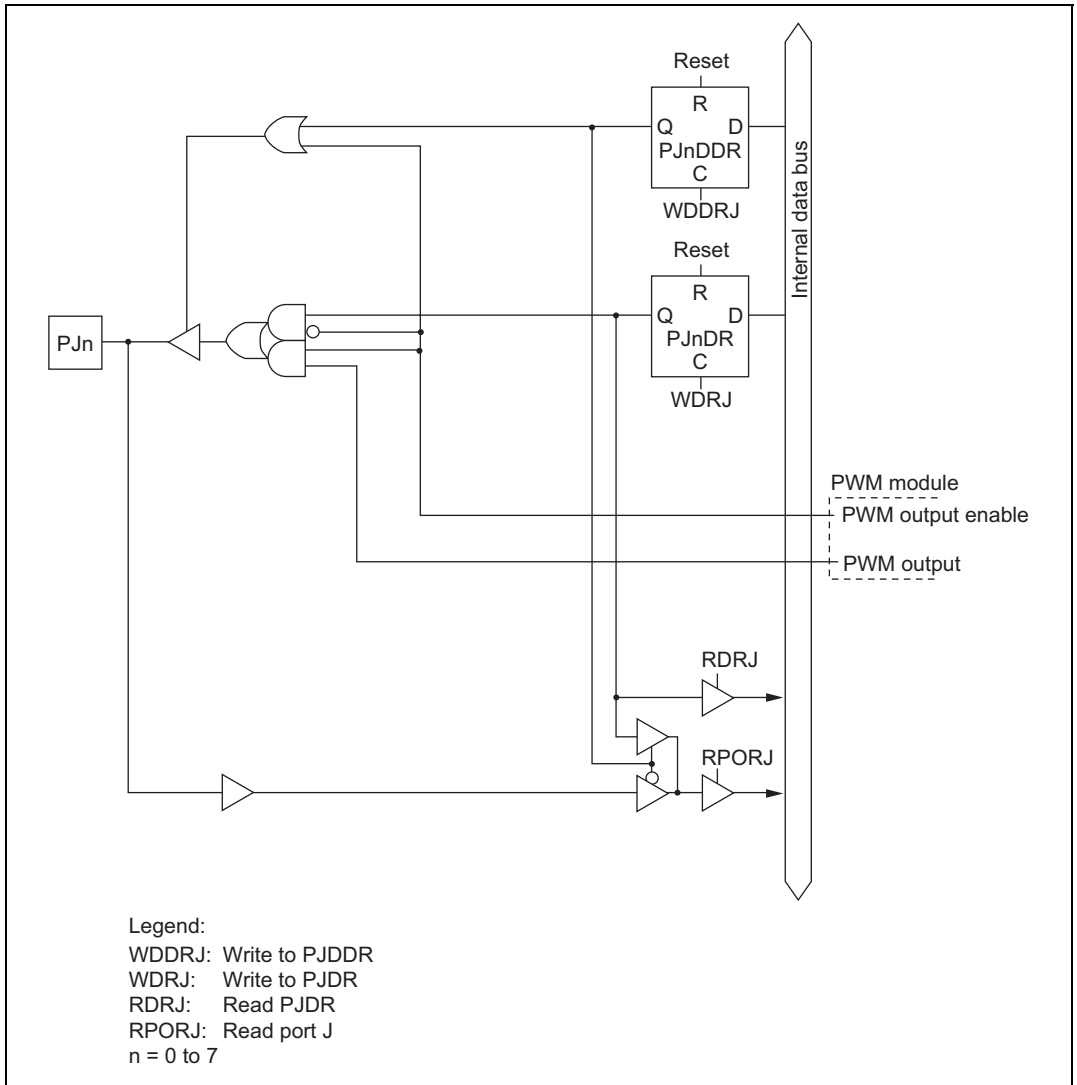 Reset
R
Q D
PJnDDR
C
WDDRJ
Reset
R
Q D
PJnDR
C
WDRJ
Internal data bus
PJn
PWM module
PWM output enable
PWM output
RDRJ
RPORJ
Legend:
WDDRJ: Write to PJDDR
WDRJ: Write to PJDR
RDRJ: Read PJDR
RPORJ: Read port J
n = 0 to 7